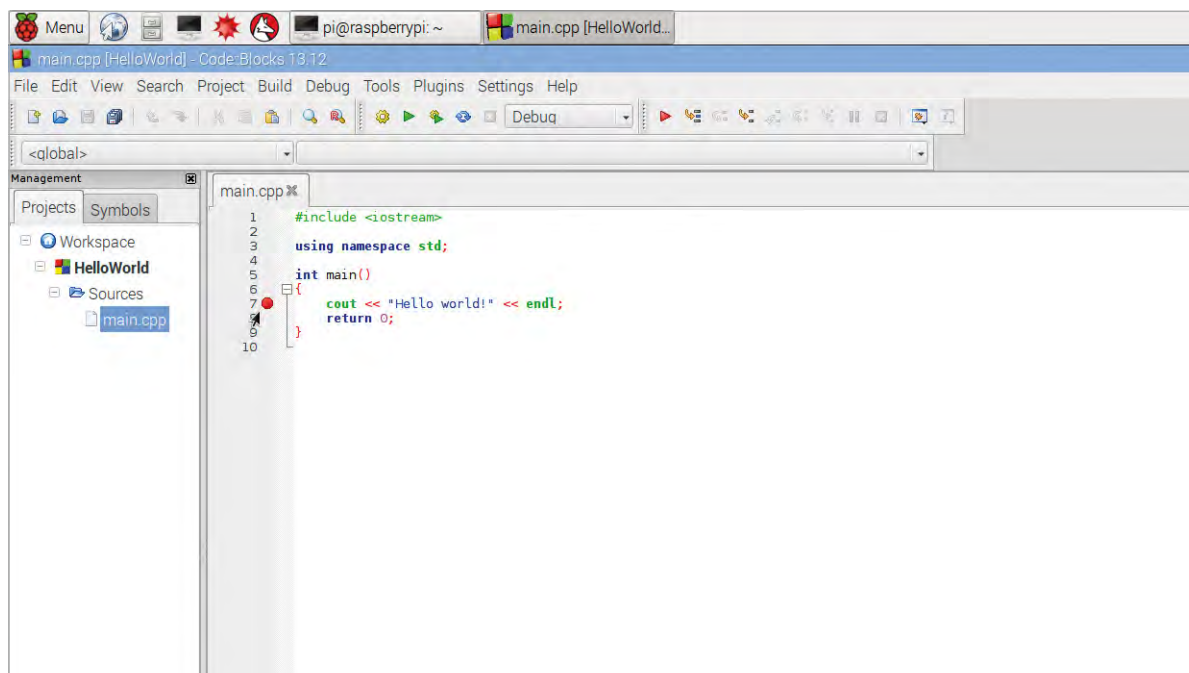 Menu pi@raspberrypi: ~ main.cpp [HelloWorld...
main.cpp [HelloWorld] - Code::Blocks 13.12
File Edit View Search Project Build Debug Tools Plugins Settings Help
Debug
<global>
Management
Projects Symbols
Workspace
HelloWorld
Sources
main.cpp
main.cpp
1 #include <iostream>
2
3 using namespace std;
4
5 int main()
6 {
7 cout << "Hello world!" << endl;
8 return 0;
9 }
10